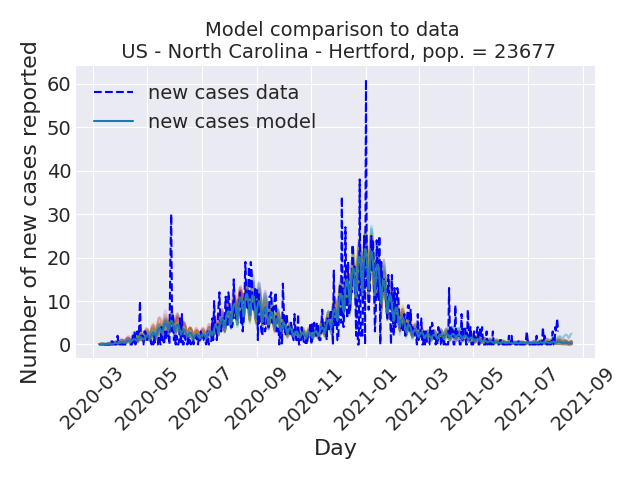 Model comparison to data
US - North Carolina - Hertford, pop. = 23677
Number of new cases reported
60
50
40
30
20
10
0
new cases data
new cases model
2020-03
2020-05
2020-07
2020-09
2020-11
2021-01
2021-03
2021-05
2021-07
2021-09
Day